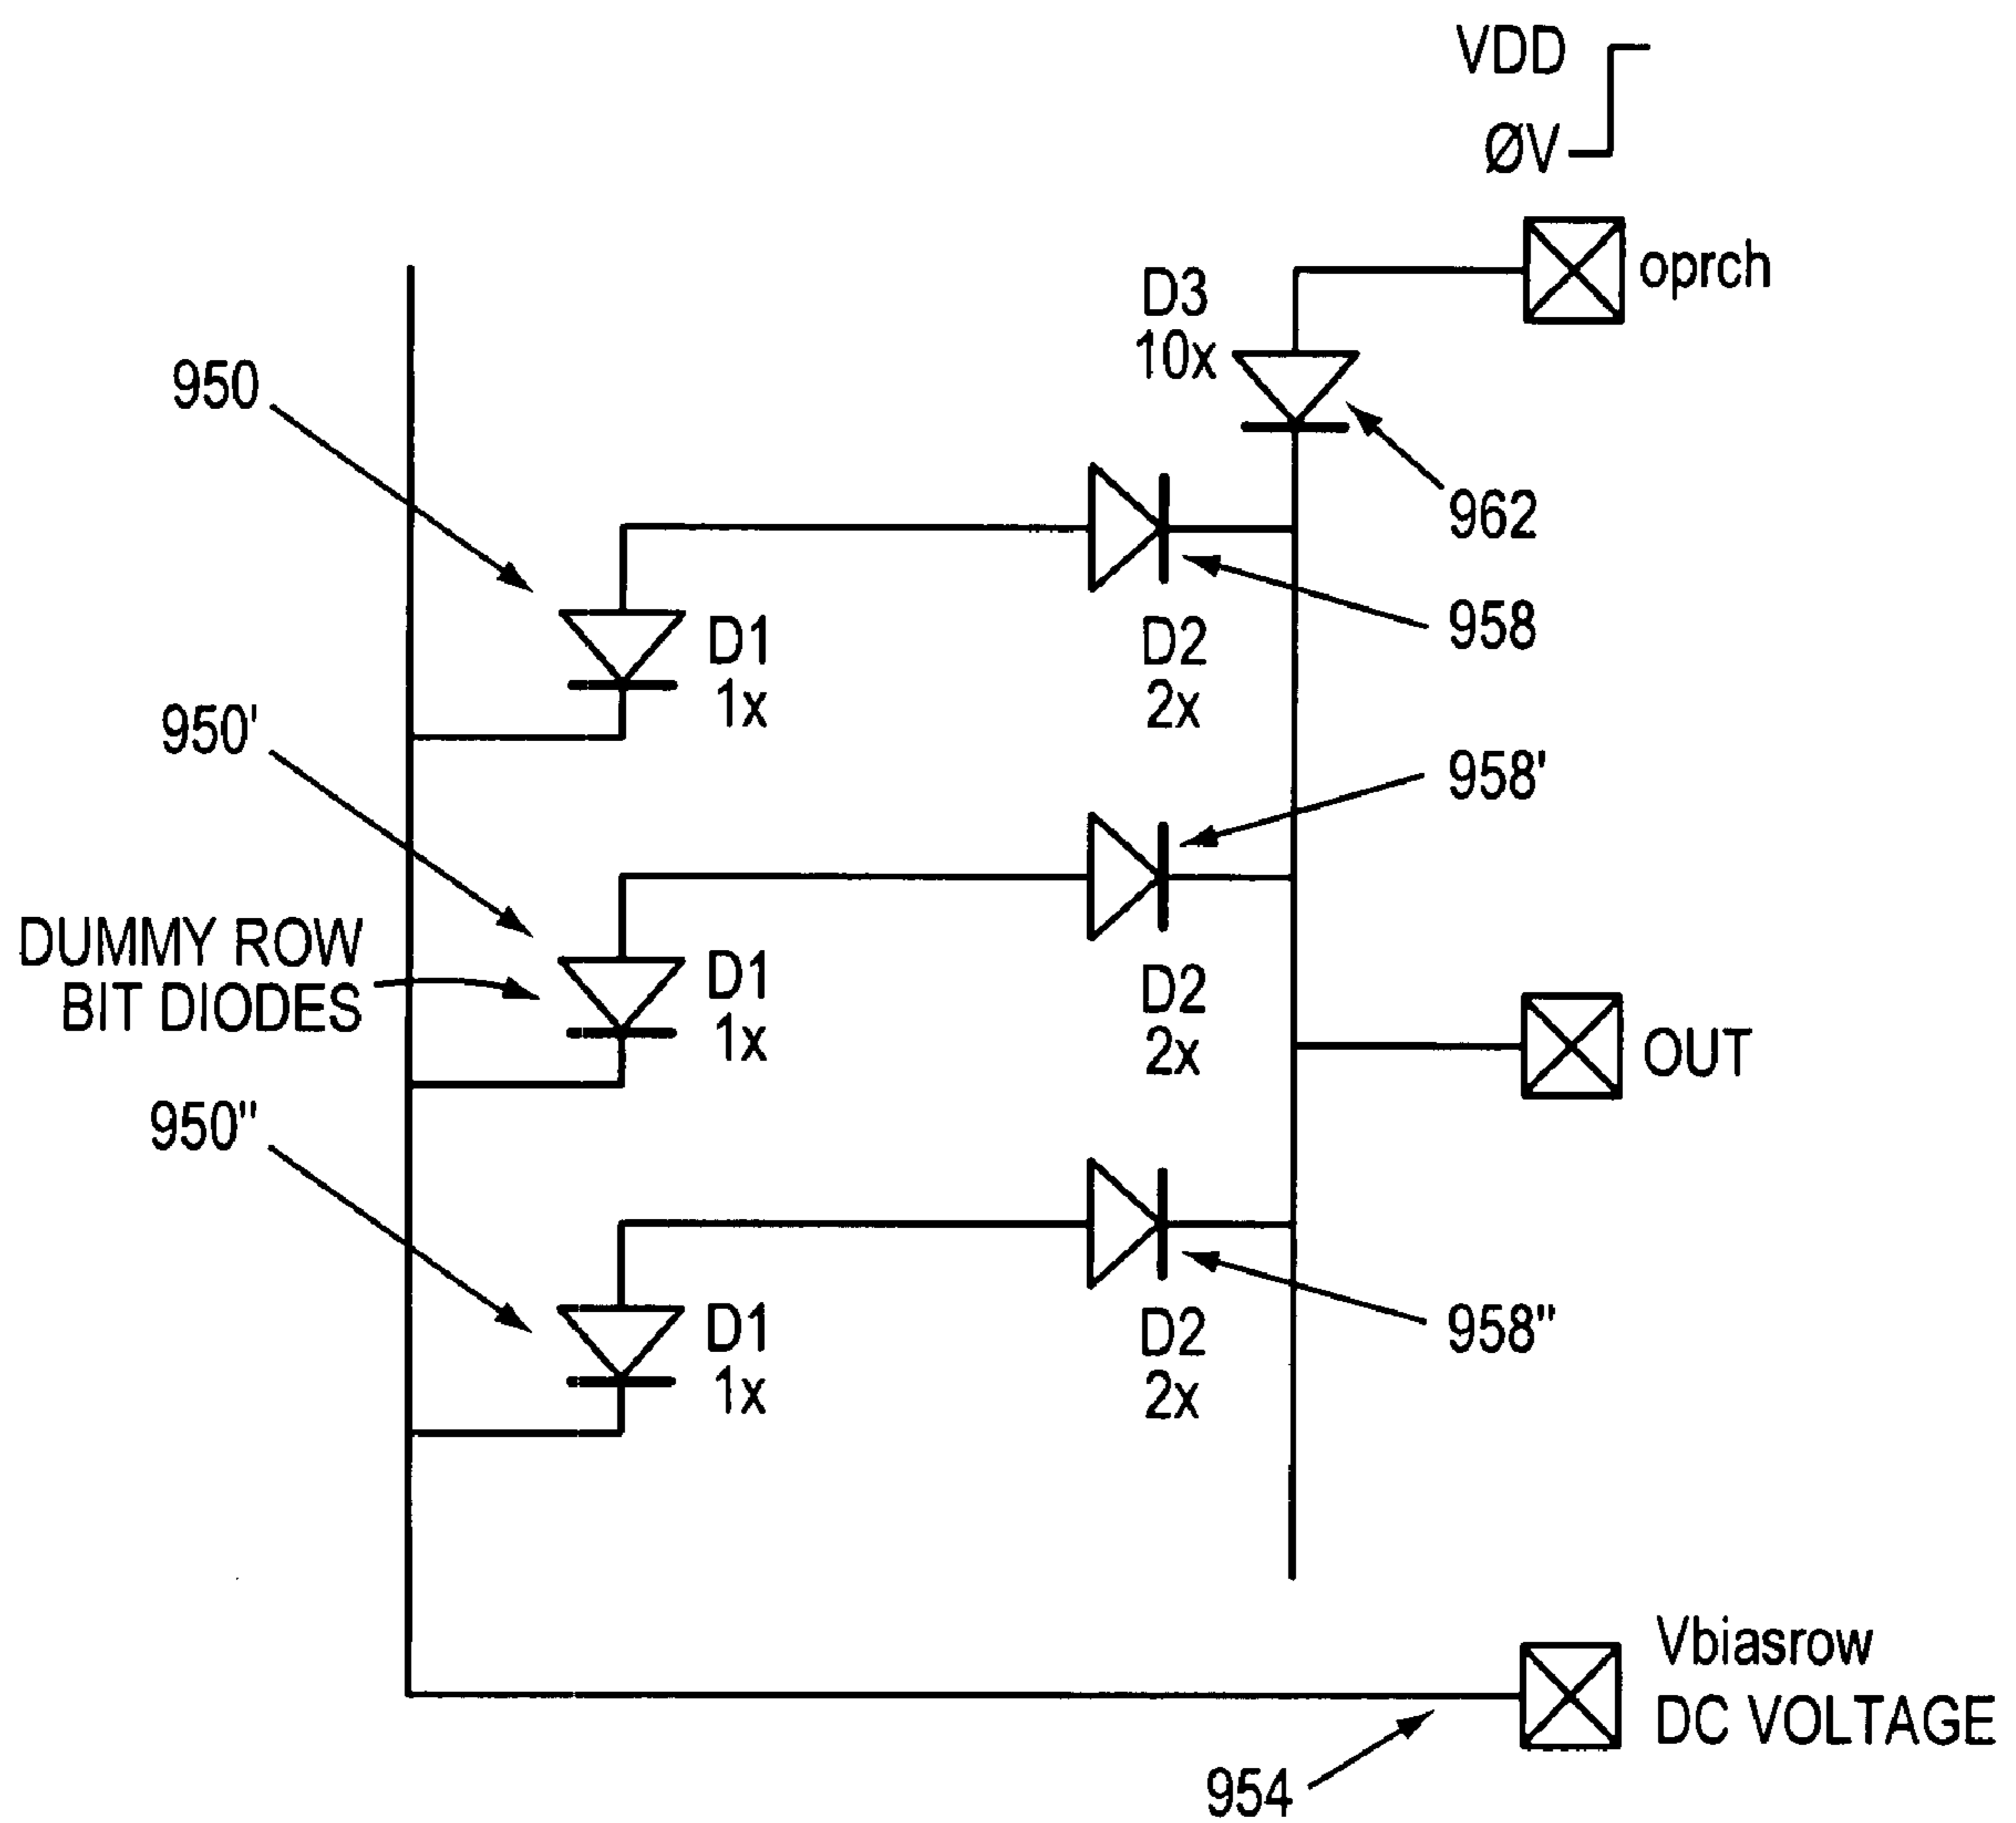 VDD
ØV
oprch
D3
10x
950
962
958
D1
1x
D2
2x
950'
958'
DUMMY ROW
BIT DIODES
D1
1x
D2
2x
OUT
950"
D1
1x
D2
2x
958"
Vbiasrow
DC VOLTAGE
954